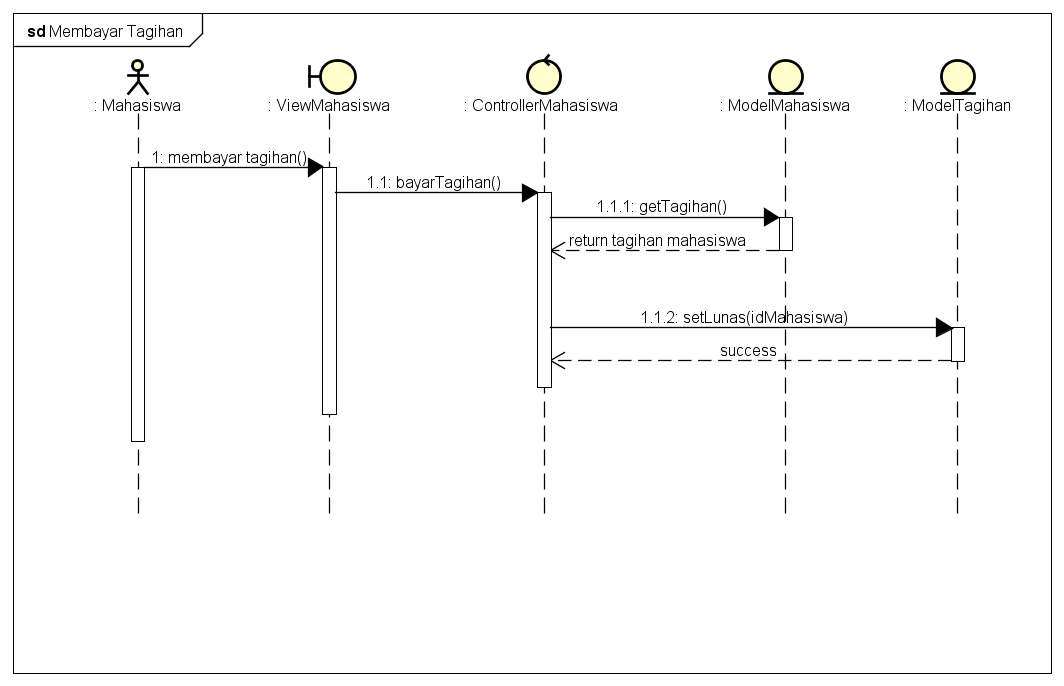 sd Membayar Tagihan
: Mahasiswa
: ViewMahasiswa
: ControllerMahasiswa
: ModelMahasiswa
: ModelTagihan
1: membayar tagihan()
1.1: bayarTagihan()
1.1.1: getTagihan()
return tagihan mahasiswa
1.1.2: setLunas(idMahasiswa)
success